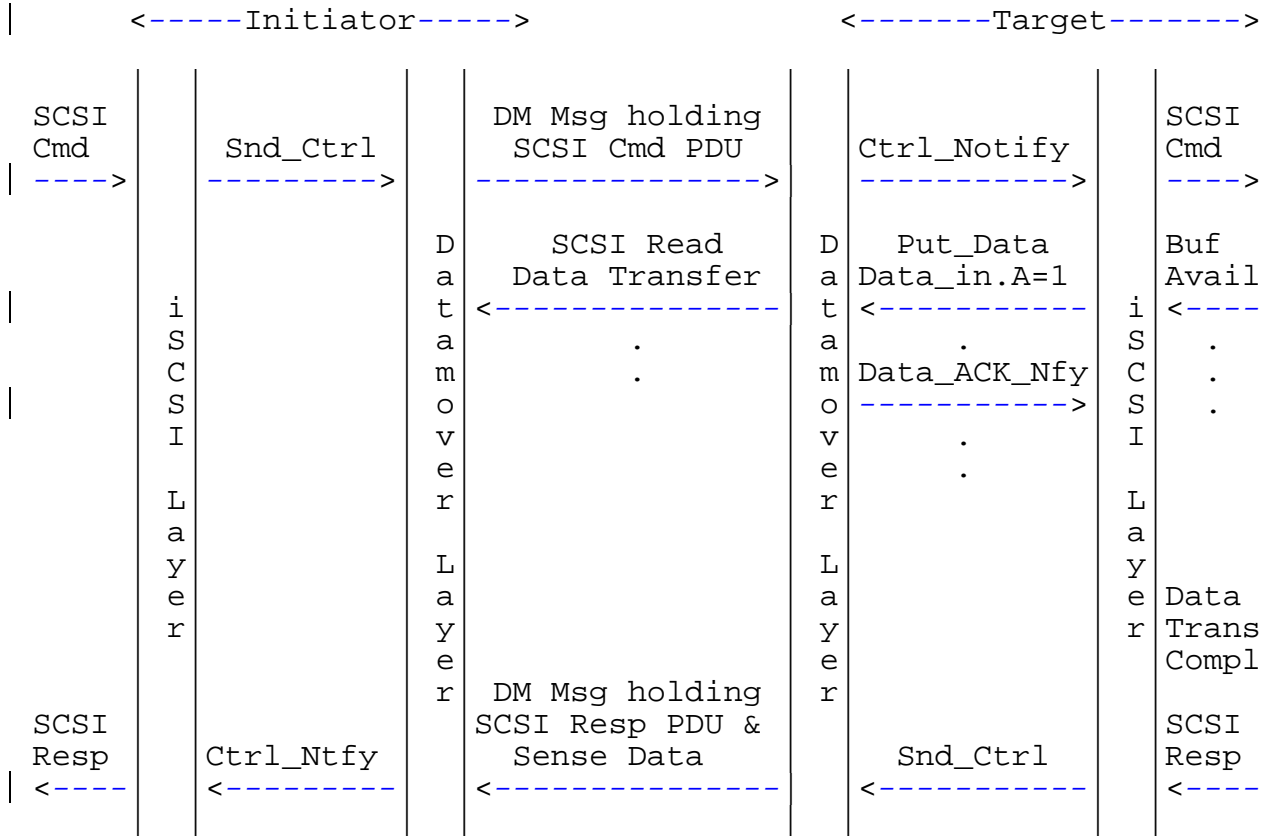 | <-----Initiator-----> <-------Target------->
SCSI DM Msg holding SCSI
Cmd Snd_Ctrl SCSI Cmd PDU Ctrl_Notify Cmd
| ----> ---------> ---------------> -----------> ---->
D SCSI Read D Put_Data Buf
a Data Transfer a Data_in.A=1 Avail
| i t <---------------- t <----------- i <----
S a . a . S .
C m . m Data_ACK_Nfy C .
| S o o -----------> S .
I v v . I
e e .
L r r L
a a
y L L y
e a a e Data
r y y r Trans
e e Compl
r DM Msg holding r
SCSI SCSI Resp PDU & SCSI
Resp Ctrl_Ntfy Sense Data Snd_Ctrl Resp
| <---- <--------- <---------------- <----------- <----